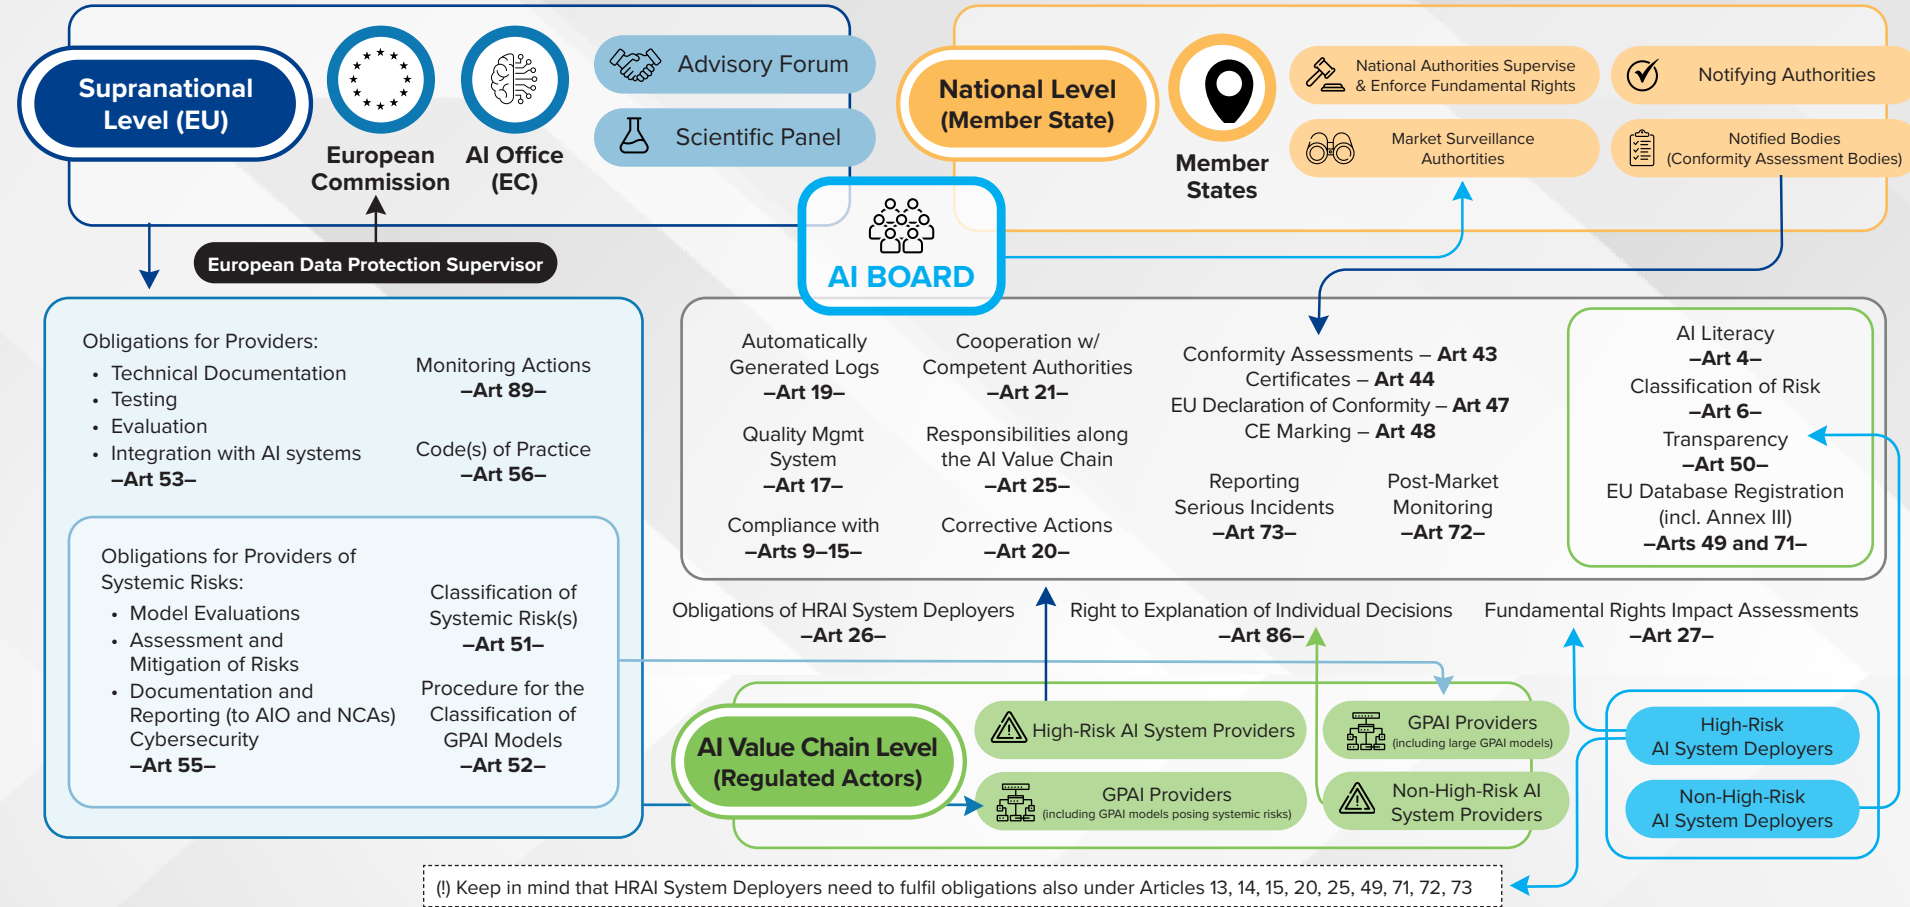 Supranational
Level (EU)
European
Commission
AI Office
(EC)
Advisory Forum
Scientific Panel
European Data Protection Supervisor
National Level
(Member State)
Member
States
National Authorities Supervise
& Enforce Fundamental Rights
Notifying Authorities
Market Surveillance
Authortities
Notified Bodies
(Conformity Assessment Bodies)
AI BOARD
Obligations for Providers:
• Technical Documentation
• Testing
• Evaluation
• Integration with AI systems
–Art 53–
Monitoring Actions
–Art 89–
Code(s) of Practice
–Art 56–
Obligations for Providers of
Systemic Risks:
• Model Evaluations
• Assessment and
Mitigation of Risks
• Documentation and
Reporting (to AIO and NCAs)
Cybersecurity
–Art 55–
Classification of
Systemic Risk(s)
–Art 51–
Procedure for the
Classification of
GPAI Models
–Art 52–
Automatically
Generated Logs
–Art 19–
Quality Mgmt
System
–Art 17–
Compliance with
–Arts 9–15–
Cooperation w/
Competent Authorities
–Art 21–
Responsibilities along
the AI Value Chain
–Art 25–
Corrective Actions
–Art 20–
Conformity Assessments – Art 43
Certificates – Art 44
EU Declaration of Conformity – Art 47
CE Marking – Art 48
Reporting
Serious Incidents
–Art 73–
Post-Market
Monitoring
–Art 72–
AI Literacy
–Art 4–
Classification of Risk
–Art 6–
Transparency
–Art 50–
EU Database Registration
(incl. Annex III)
–Arts 49 and 71–
Obligations of HRAI System Deployers
–Art 26–
Right to Explanation of Individual Decisions
–Art 86–
Fundamental Rights Impact Assessments
–Art 27–
AI Value Chain Level
(Regulated Actors)
High-Risk AI System Providers
GPAI Providers
(including large GPAI models)
GPAI Providers
(including GPAI models posing systemic risks)
Non-High-Risk AI
System Providers
High-Risk
AI System Deployers
Non-High-Risk
AI System Deployers
(!) Keep in mind that HRAI System Deployers need to fulfil obligations also under Articles 13, 14, 15, 20, 25, 49, 71, 72, 73